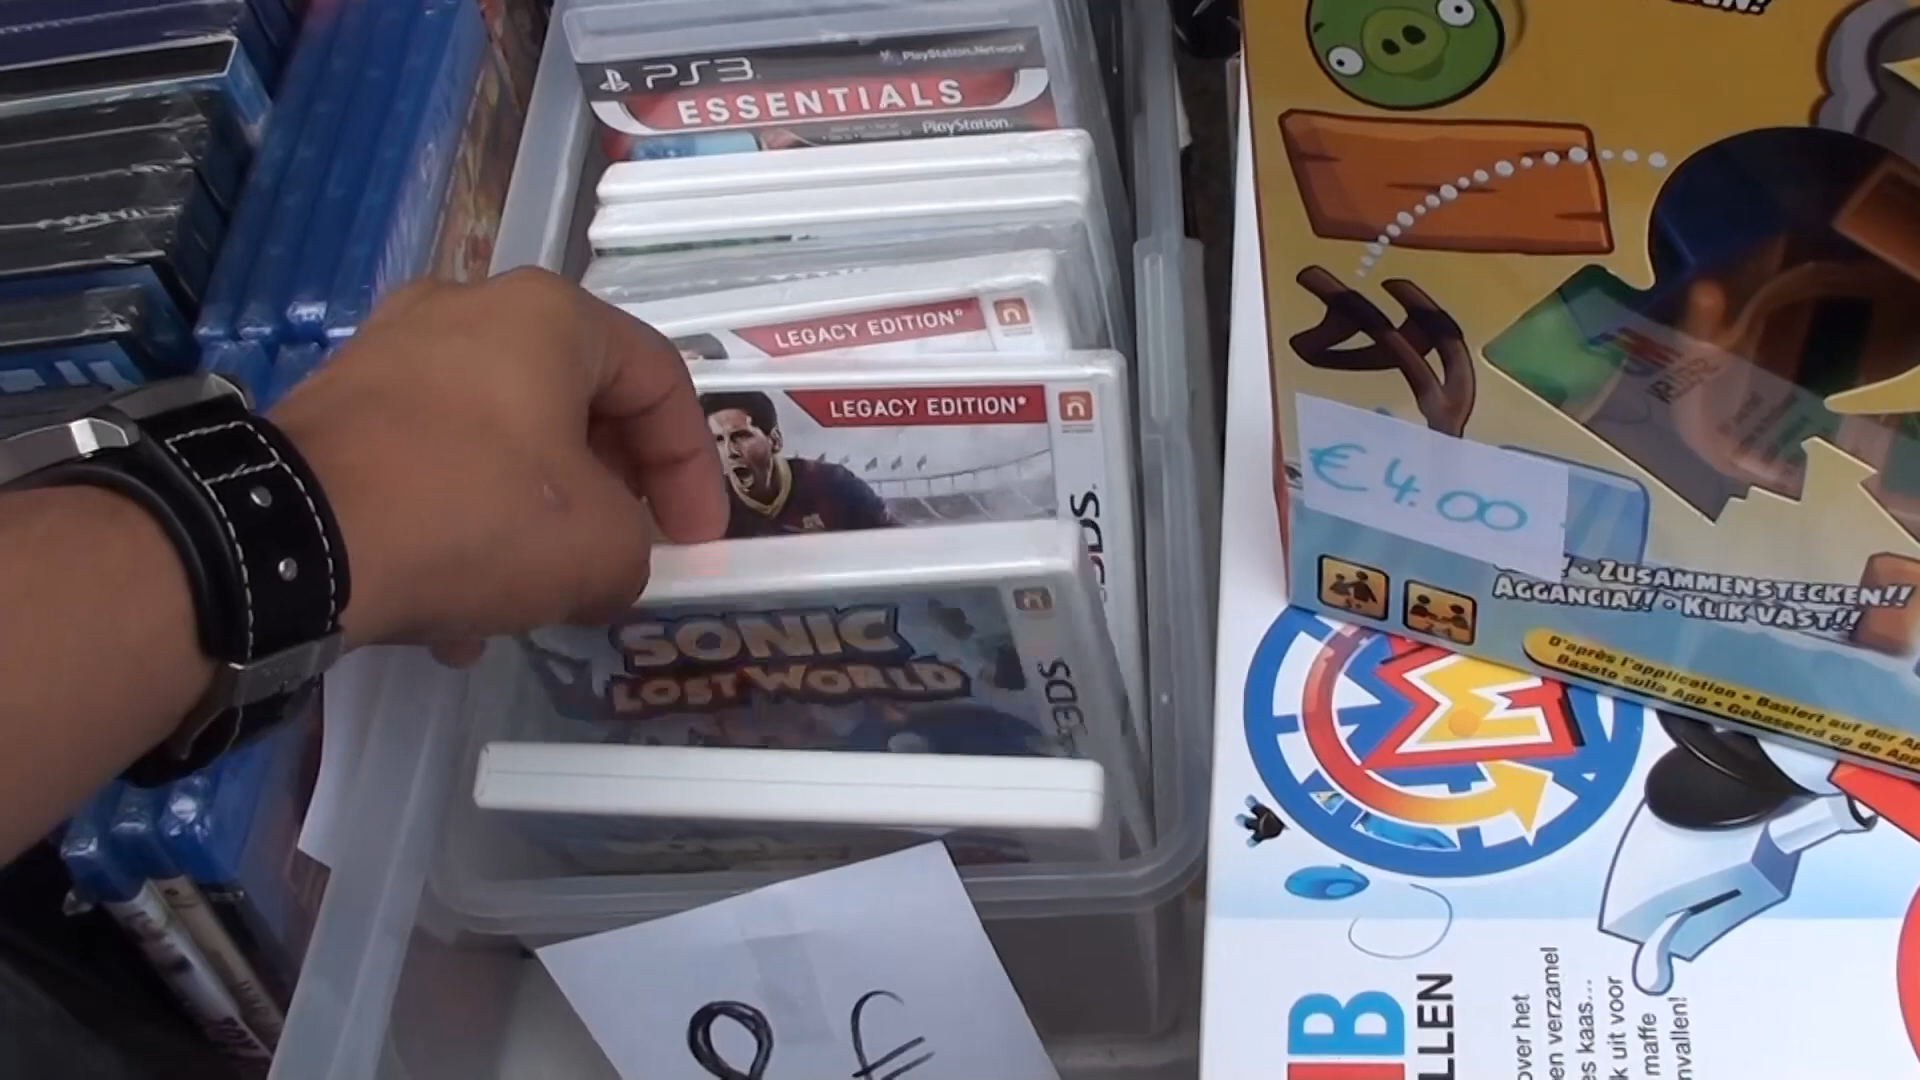 PS3
PlayStation Network
ESSENTIALS
PlayStation
LEGACY EDITION
LEGACY EDITION
3DS
SONIC
LOST WORLD
3DS
€
€ 4.00
ZUSAMMENSTECKEN!!
AGGANCIA!! • KLIK VAST!!
D'après l'application • Basiert auf der
Basato sulla App • Gebaseerd op de App
B
LLEN
over het
verzamel
es kaas...
uit voor
maffe
nvallen!